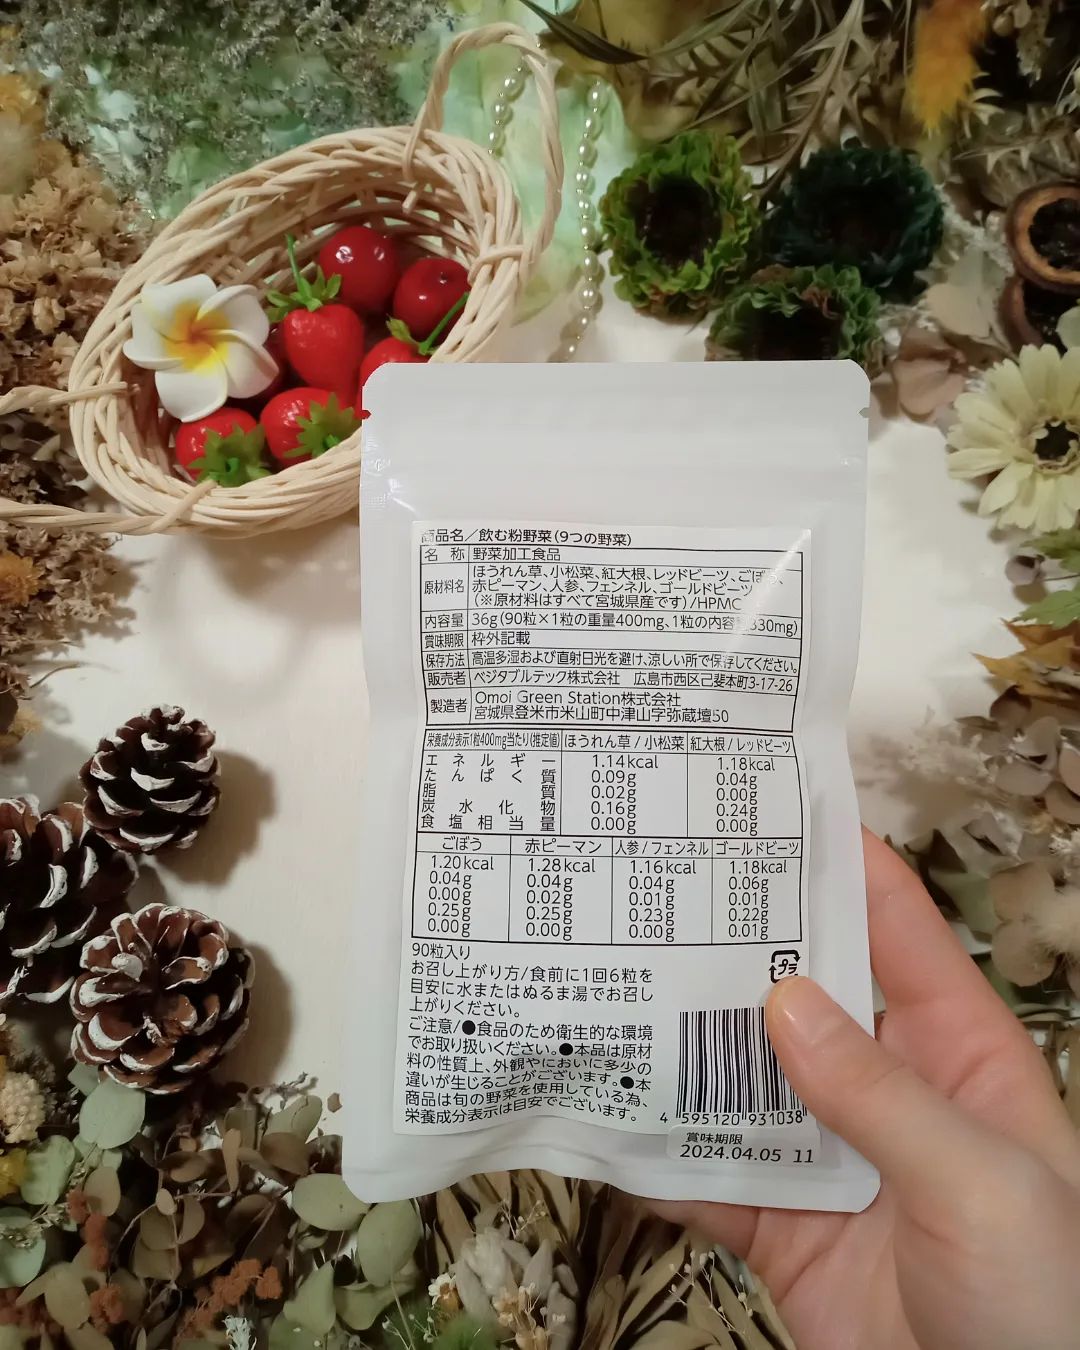 商品名／飲む粉野菜(9つの野菜)
名 称 野菜加工食品
原材料名 ほうれん草、小松菜、紅大根、レッドビーツ、ごぼう、
赤ピーマン、人参、フェンネル、ゴールドビーツ
(※原材料はすべて宮城県産です)/HPMC
内容量 36g(90粒×1粒の重量400mg、1粒の内容量330mg)
賞味期限 枠外記載
保存方法 高温多湿および直射日光を避け、涼しい所で保存してください。
販売者 ベジタブルテック株式会社 広島市西区己斐本町3-17-26
製造者 Omoi Green Station株式会社
宮城県登米市米山町中津山字弥蔵壇50
栄養成分表示1粒400mg当たり(推定値) ほうれん草/小松菜 紅大根/レッドビーツ
エネルギー 1.14kcal 1.18kcal
たんぱく質 0.09g 0.04g
脂質 0.02g 0.00g
炭水化物 0.16g 0.24g
食塩相当量 0.00g 0.00g
ごぼう 赤ピーマン 人参/フェンネル ゴールドビーツ
1.20kcal 1.28kcal 1.16kcal 1.18kcal
0.04g 0.04g 0.04g 0.06g
0.00g 0.02g 0.01g 0.01g
0.25g 0.25g 0.23g 0.22g
0.00g 0.00g 0.00g 0.01g
90粒入り
お召し上がり方/食前に1回6粒を
目安に水またはぬるま湯でお召し
上がりください。
ご注意/●食品のため衛生的な環境
でお取り扱いください。●本品は原材
料の性質上、外観やにおいに多少の
違いが生じることがございます。●本
商品は旬の野菜を使用している為、
栄養成分表示は目安でございます。
プラ
4 595120 931038
賞味期限
2024.04.05 11